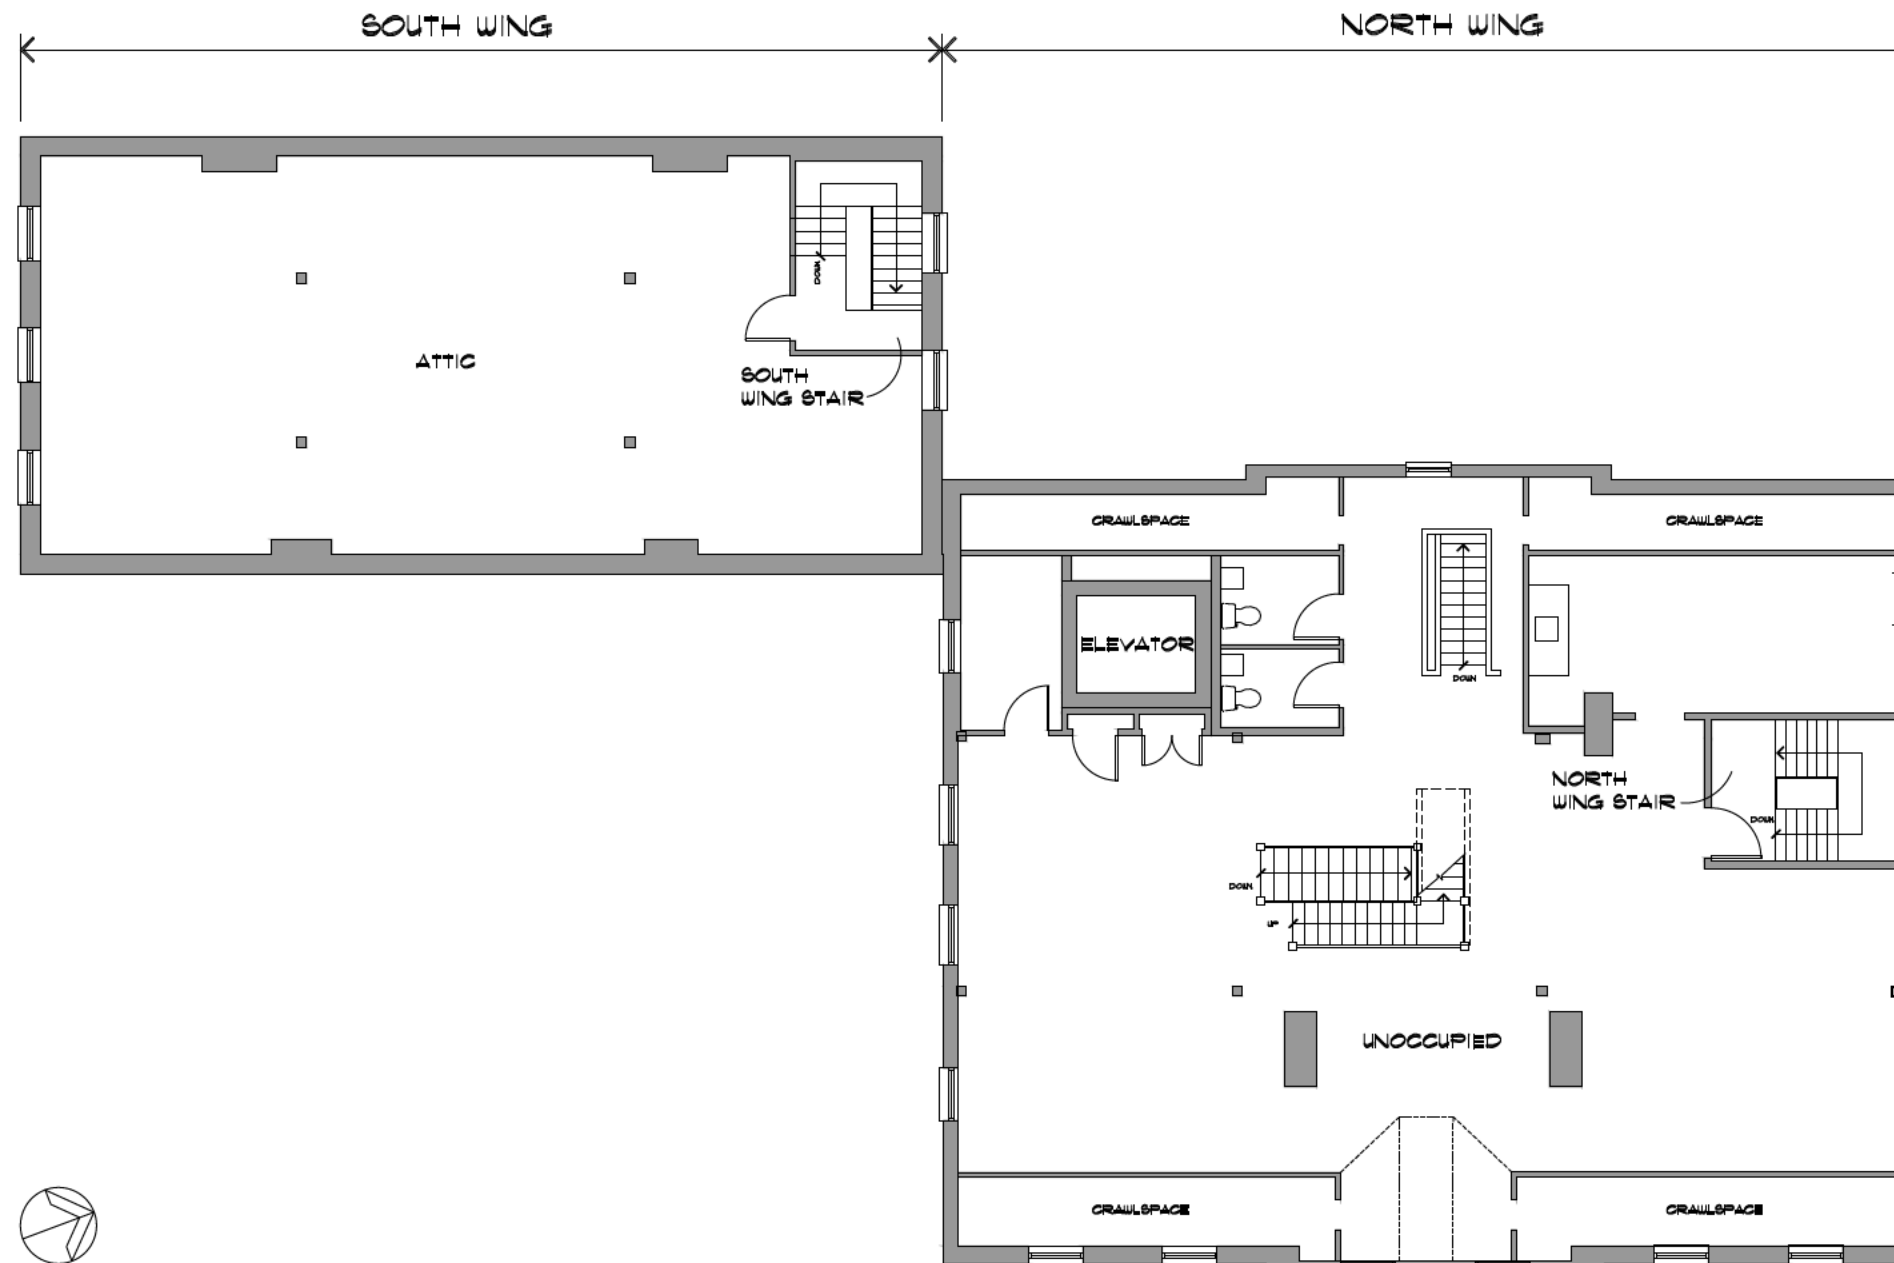 SOUTH WING
NORTH WING
DOWN
ATTIC
SOUTH
WING STAIR
CRAWLSPACE
CRAWLSPACE
ELEVATOR
DOWN
NORTH
WING STAIR
DOWN
DOWN
UP
UNOCCUPIED
CRAWLSPACE
CRAWLSPACE